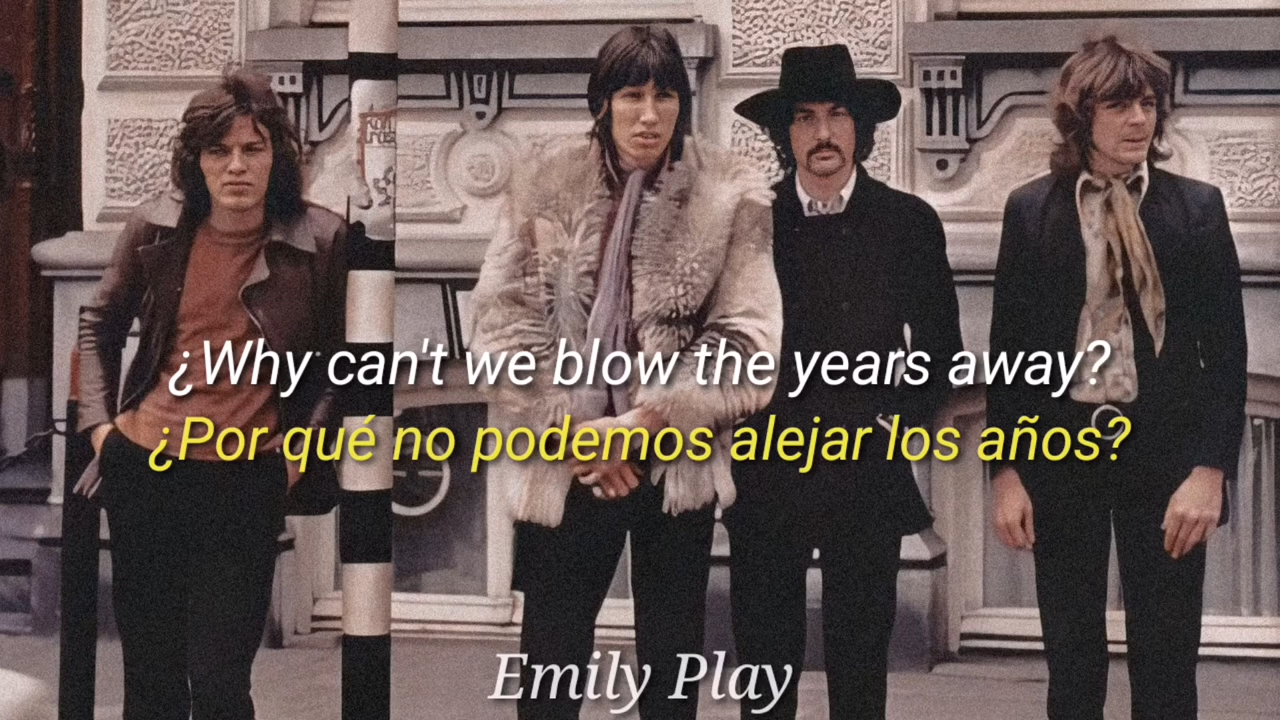 ¿Why can't we blow the years away?
¿Por qué no podemos alejar los años?
Emily Play